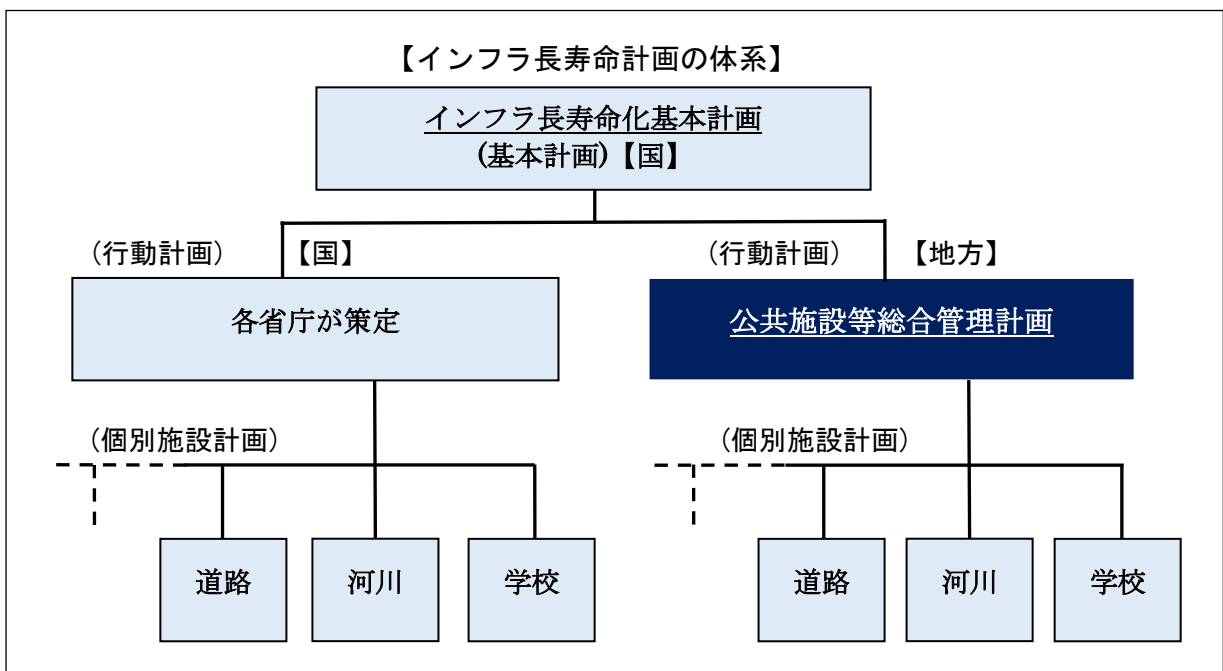 【インフラ長寿命計画の体系】
インフラ長寿命化基本計画
(基本計画)【国】
(行動計画) 【国】
(行動計画) 【地方】
各省庁が策定
公共施設等総合管理計画
(個別施設計画)
(個別施設計画)
道路 河川 学校
道路 河川 学校